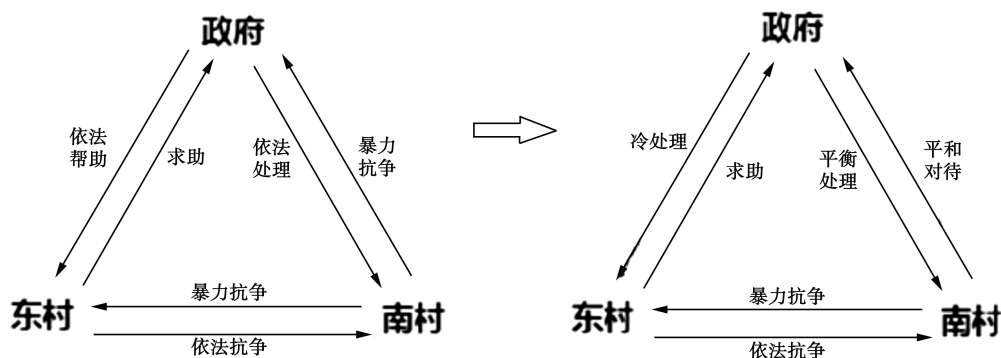 政府
依法
帮助
求助
依法
处理
暴力
抗争
东村
暴力抗争
依法抗争
南村
政府
冷处理
求助
平衡
处理
平和
对待
东村
暴力抗争
依法抗争
南村